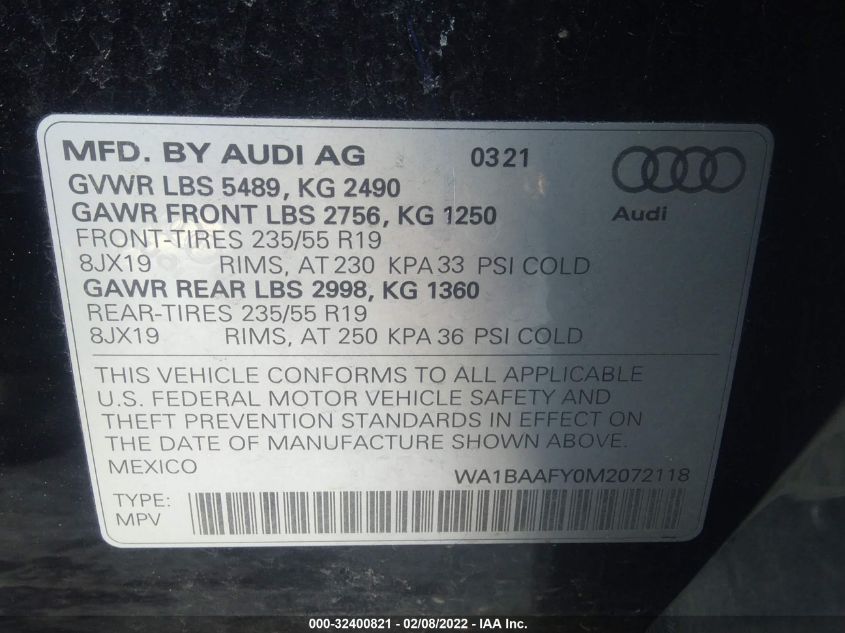 MFD. BY AUDI AG 0321
GVWR LBS 5489, KG 2490
GAWR FRONT LBS 2756, KG 1250
Audi
FRONT-TIRES 235/55 R19
8JX19 RIMS, AT 230 KPA 33 PSI COLD
GAWR REAR LBS 2998, KG 1360
REAR-TIRES 235/55 R19
8JX19 RIMS, AT 250 KPA 36 PSI COLD
THIS VEHICLE CONFORMS TO ALL APPLICABLE
U.S. FEDERAL MOTOR VEHICLE SAFETY AND
THEFT PREVENTION STANDARDS IN EFFECT ON
THE DATE OF MANUFACTURE SHOWN ABOVE.
MEXICO WA1BAAFY0M2072118
TYPE:
MPV
000-32400821 - 02/08/2022 - IAA Inc.